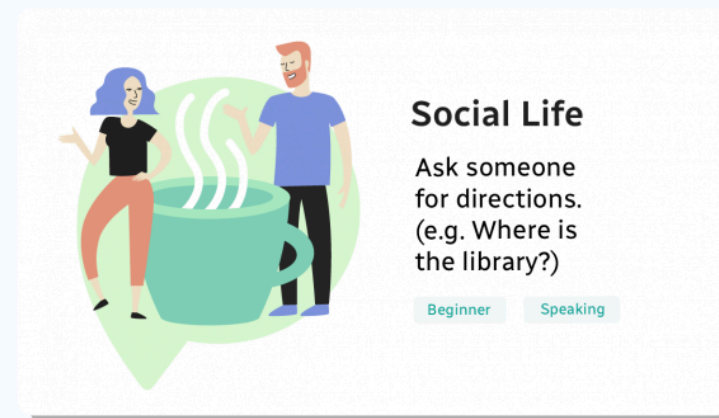 Social Life
Ask someone
for directions.
(e.g. Where is
the library?)
Beginner
Speaking